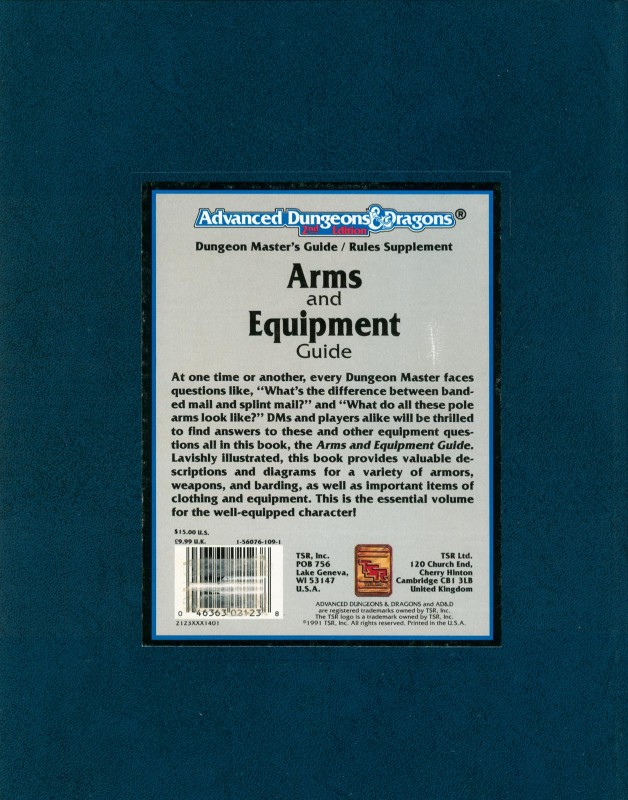 Advanced Dungeons & Dragons®
2nd Edition
Dungeon Master's Guide / Rules Supplement
Arms
and
Equipment
Guide
At one time or another, every Dungeon Master faces
questions like, "What's the difference between band-
ed mail and splint mail?" and "What do all these pole
arms look like?" DMs and players alike will be thrilled
to find answers to these and other equipment ques-
tions all in this book, the Arms and Equipment Guide.
Lavishly illustrated, this book provides valuable de-
scriptions and diagrams for a variety of armors,
weapons, and barding, as well as important items of
clothing and equipment. This is the essential volume
for the well-equipped character!
$15.00 U.S.
£9.99 U.K. 1-56076-109-1
0 46363 02123 8
2123XXX1401
TSR, Inc.
POB 756
Lake Geneva,
WI 53147
U.S.A.
TSR
TSR Ltd.
120 Church End,
Cherry Hinton
Cambridge CB1 3LB
United Kingdom
ADVANCED DUNGEONS & DRAGONS and AD&D
are registered trademarks owned by TSR, Inc.
The TSR logo is a trademark owned by TSR, Inc.
©1991 TSR, Inc. All rights reserved. Printed in the U.S.A.